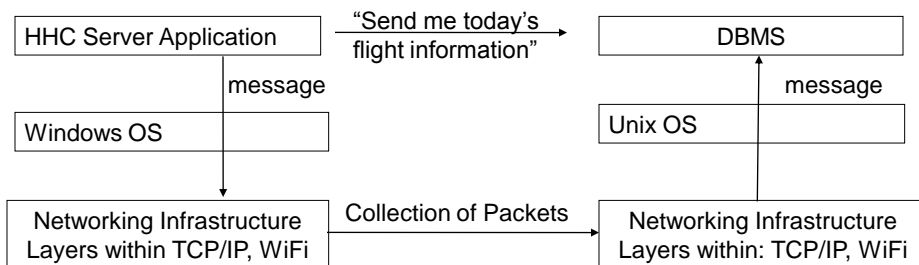 HHC Server Application
“Send me today’s
flight information”
DBMS
message
message
Windows OS
Unix OS
Networking Infrastructure
Layers within TCP/IP, WiFi
Collection of Packets
Networking Infrastructure
Layers within: TCP/IP, WiFi